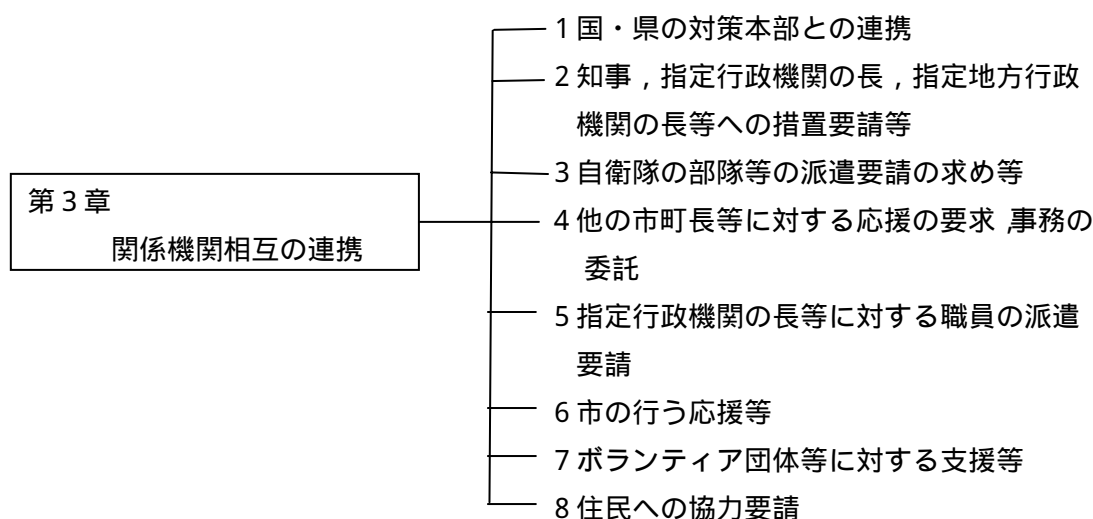 第3章
関係機関相互の連携
1 国・県の対策本部との連携
2 知事，指定行政機関の長，指定地方行政
機関の長等への措置要請等
3 自衛隊の部隊等の派遣要請の求め等
4 他の市町長等に対する応援の要求，事務の
委託
5 指定行政機関の長等に対する職員の派遣
要請
6 市の行う応援等
7 ボランティア団体等に対する支援等
8 住民への協力要請